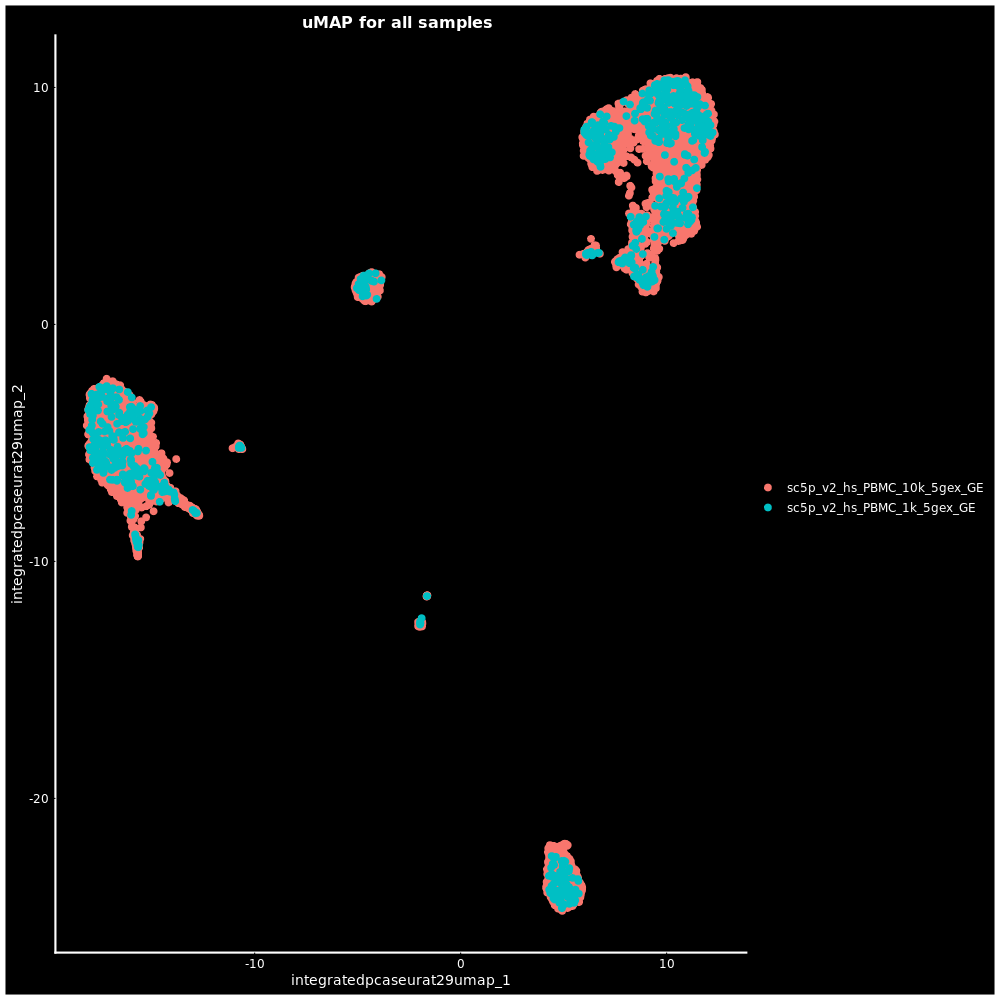 uMAP for all samples
10
0
-10
-20
integratedpcaseurat29umap_2
sc5p_v2_hs_PBMC_10k_5gex_GE
sc5p_v2_hs_PBMC_1k_5gex_GE
-10
0
10
integratedpcaseurat29umap_1